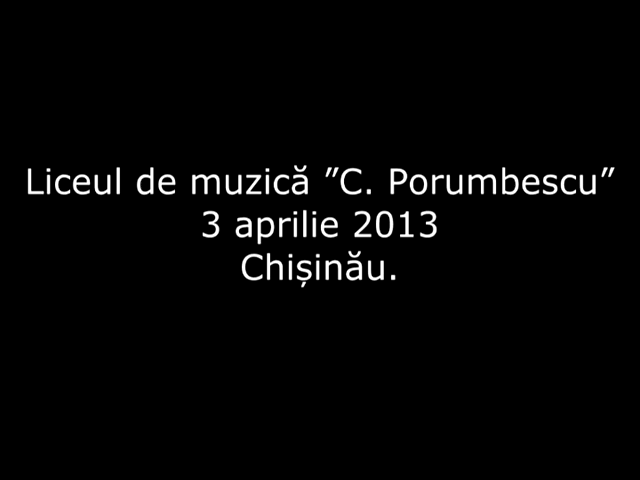 Liceul de muzică ”C. Porumbescu”
3 aprilie 2013
Chișinău.